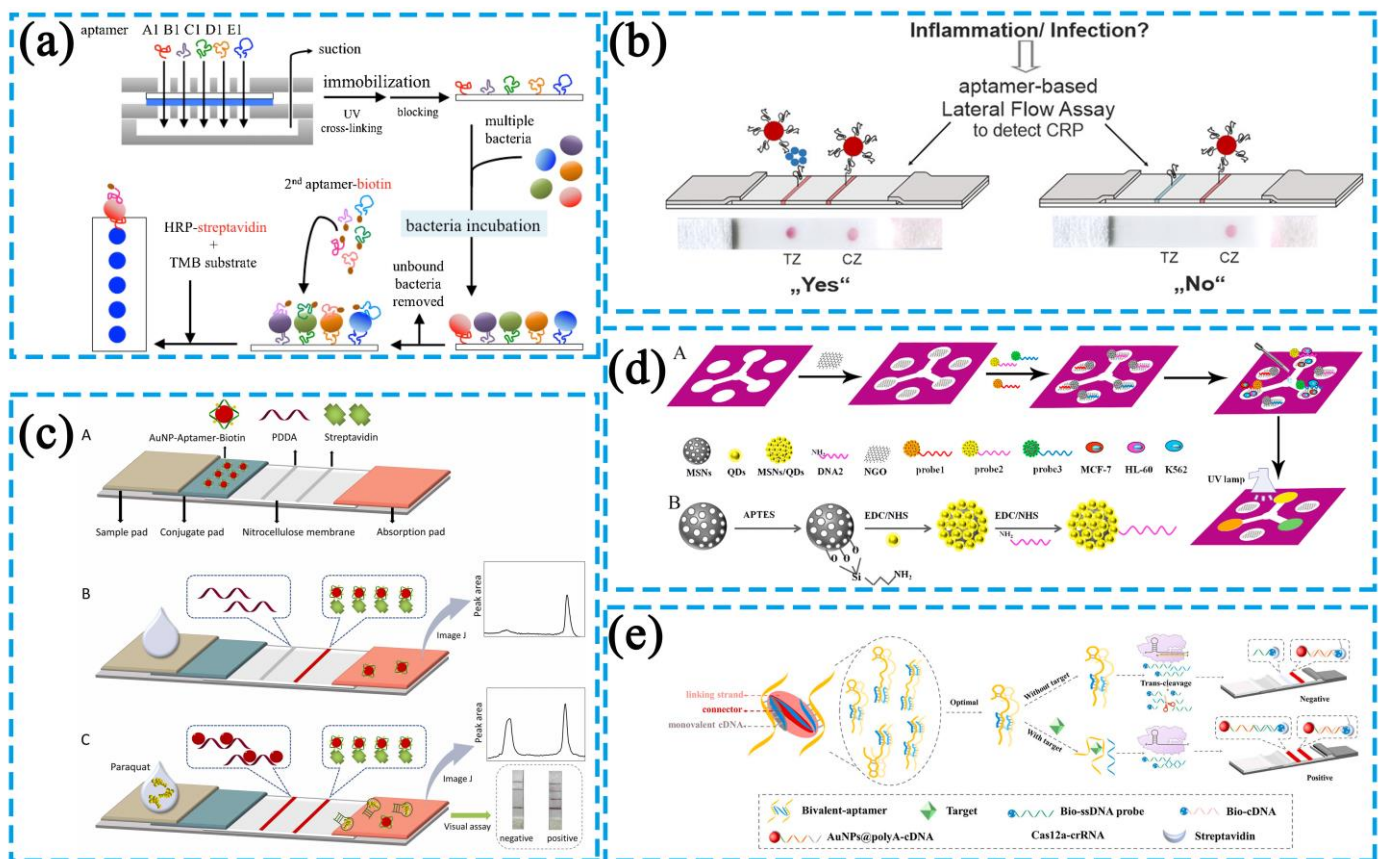 (a)
aptamer
A1 B1 C1 D1 E1
suction
immobilization
UV
cross-linking
blocking
multiple
bacteria
2nd aptamer-biotin
HRP-streptavidin
+
TMB substrate
bacteria incubation
unbound
bacteria
removed
(b)
Inflammation/ Infection?
aptamer-based
Lateral Flow Assay
to detect CRP
TZ
CZ
„Yes“
TZ
CZ
„No“
(c)
A
AuNP-Aptamer-Biotin
PDDA
Streptavidin
Sample pad
Conjugate pad
Nitrocellulose membrane
Absorption pad
B
Image J
Peak area
C
Paraquat
Image J
Peak area
Visual assay
negative
positive
(d)
A
MSNs
QDs
MSNs/QDs
NH2
DNA2
NGO
probe1
probe2
probe3
MCF-7
HL-60
K562
UV lamp
B
APTES
EDC/NHS
EDC/NHS
NH2
O
O
O
Si
NH2
(e)
linking strand
connector
monovalent cDNA
Optimal
Without target
With target
Trans-cleavage
Negative
Positive
Bivalent-aptamer
Target
Bio-ssDNA probe
Bio-cDNA
AuNPs@polyA-cDNA
Cas12a-crRNA
Streptavidin